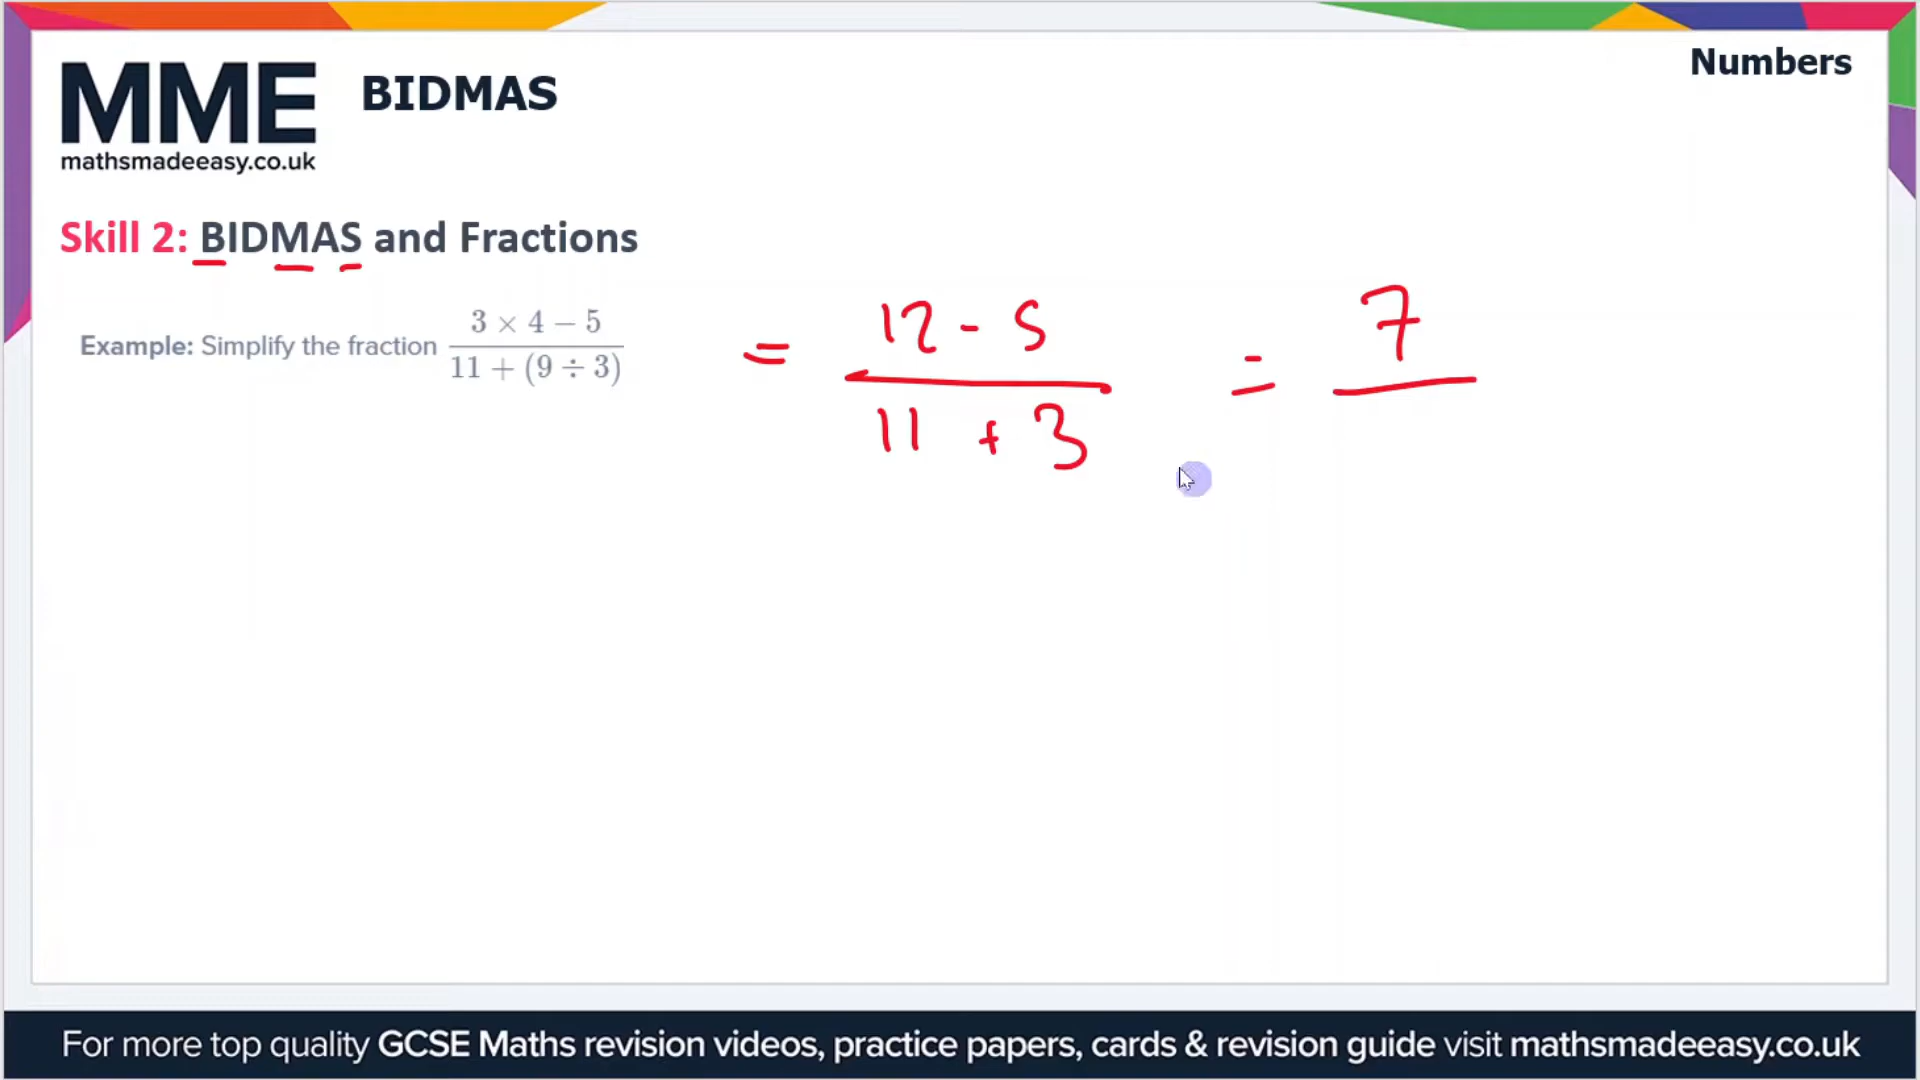 Numbers
MME BIDMAS
mathsmadeeasy.co.uk
Skill 2: BIDMAS and Fractions
3 × 4 − 5
Example: Simplify the fraction
11 + (9 ÷ 3)
= 12 - 5 = 7
11 + 3
For more top quality GCSE Maths revision videos, practice papers, cards & revision guide visit mathsmadeeasy.co.uk